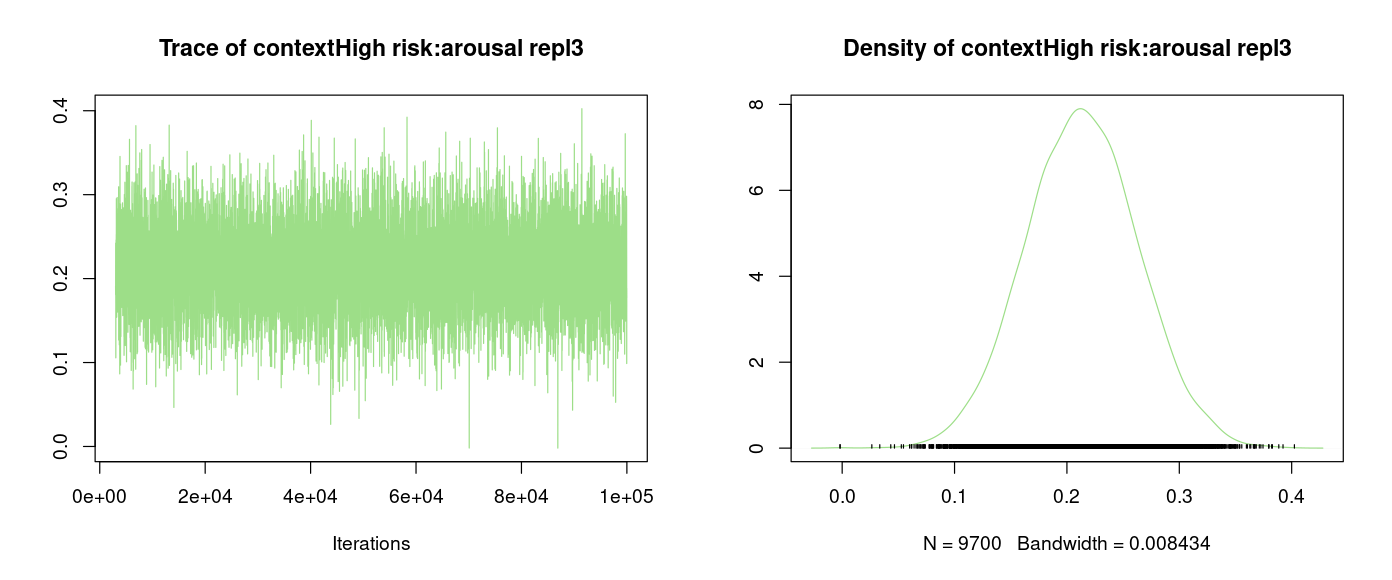 Trace of contextHigh risk:arousal repl3
0.4
0.3
0.2
0.1
0.0
0e+00 2e+04 4e+04 6e+04 8e+04 1e+05
Iterations
Density of contextHigh risk:arousal repl3
8
6
4
2
0
0.0 0.1 0.2 0.3 0.4
N = 9700 Bandwidth = 0.008434